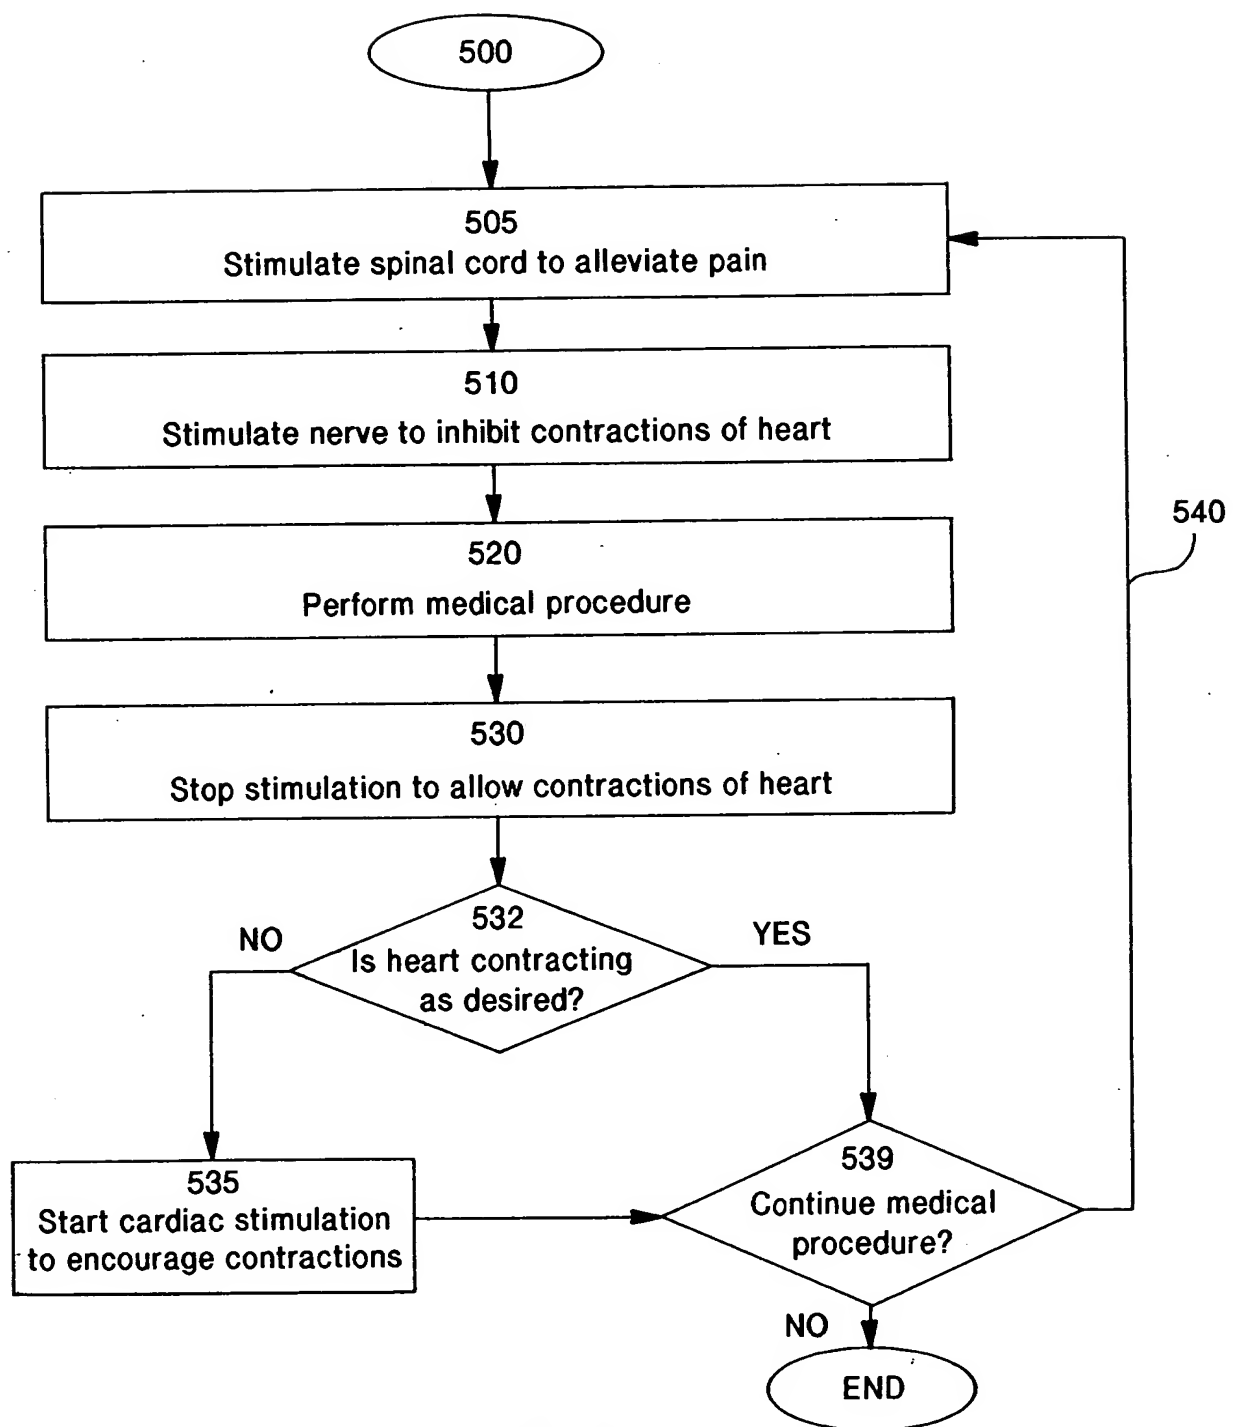 500
505
Stimulate spinal cord to alleviate pain
510
Stimulate nerve to inhibit contractions of heart
520
Perform medical procedure
530
Stop stimulation to allow contractions of heart
532
Is heart contracting
as desired?
NO
YES
535
Start cardiac stimulation
to encourage contractions
539
Continue medical
procedure?
540
NO
END